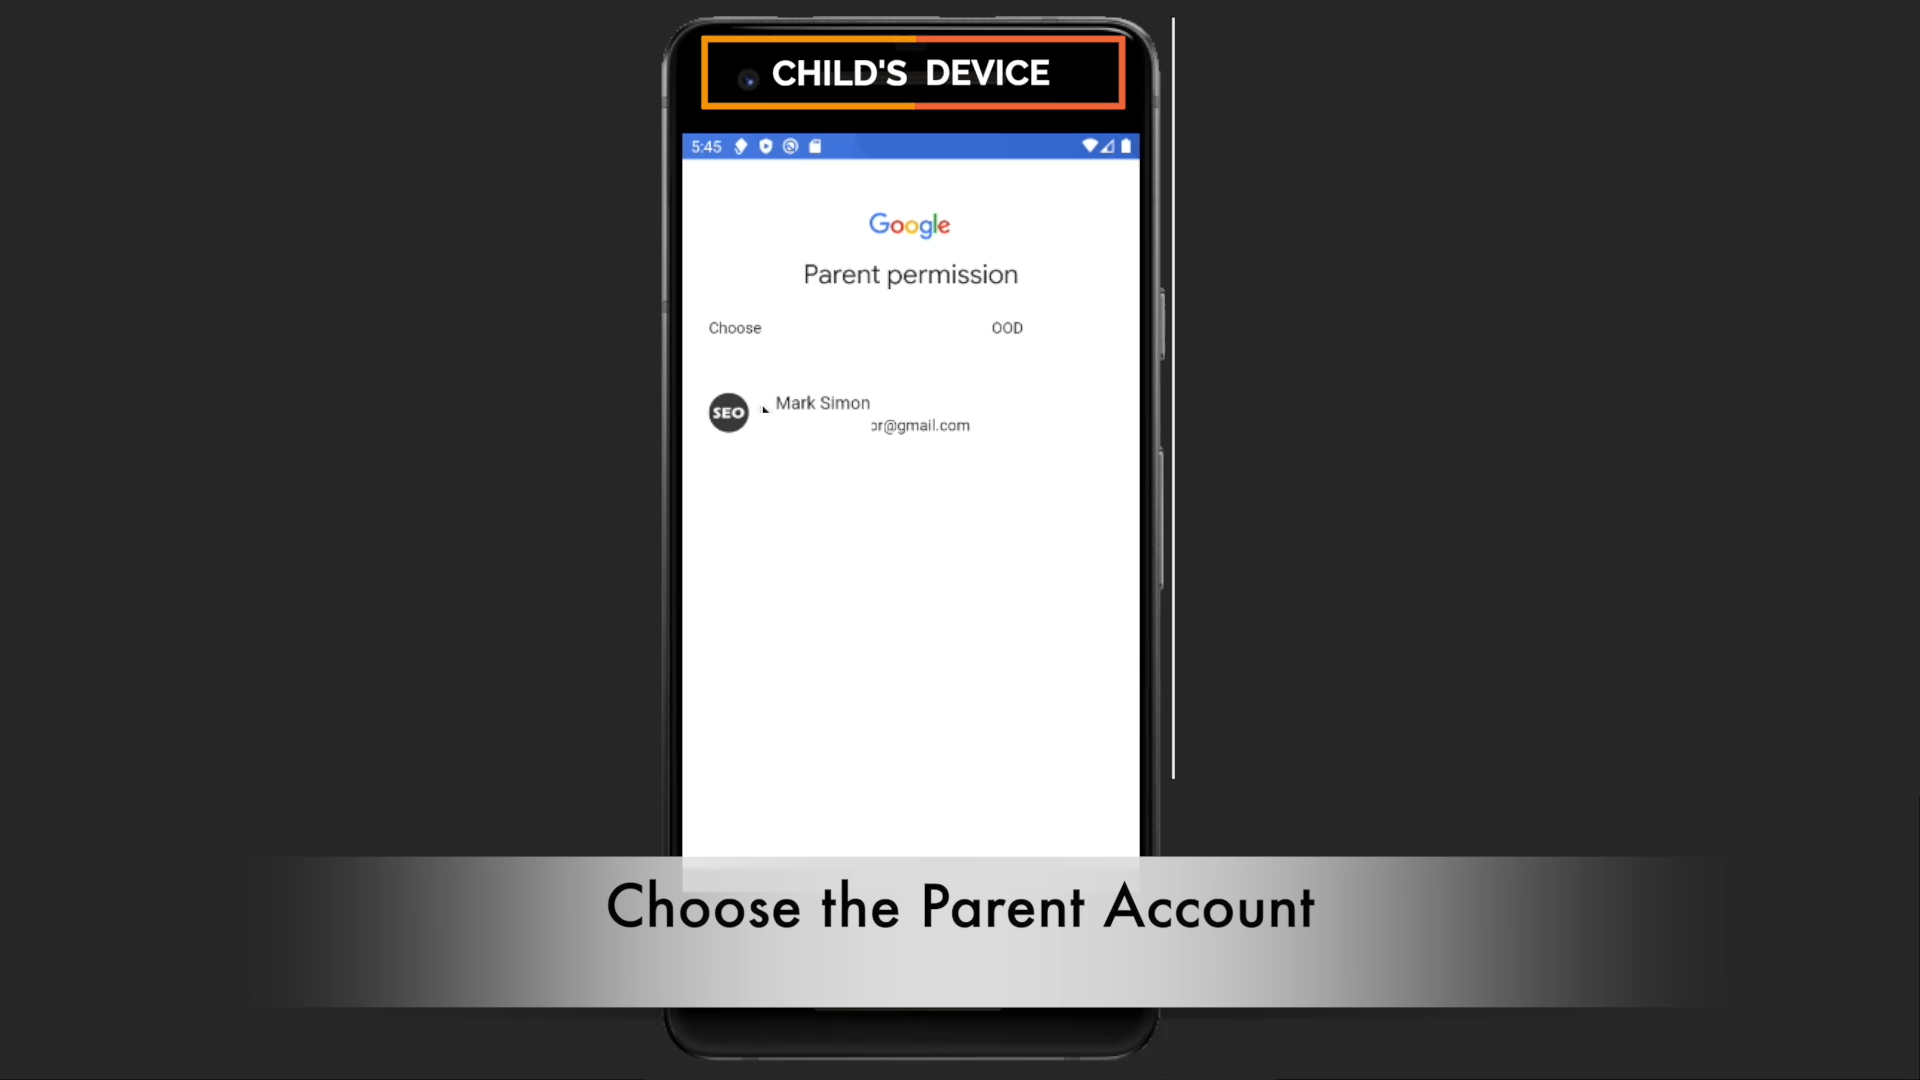 CHILD'S DEVICE
5:45
Google
Parent permission
Choose OOD
SEO
Mark Simon
or@gmail.com
Choose the Parent Account